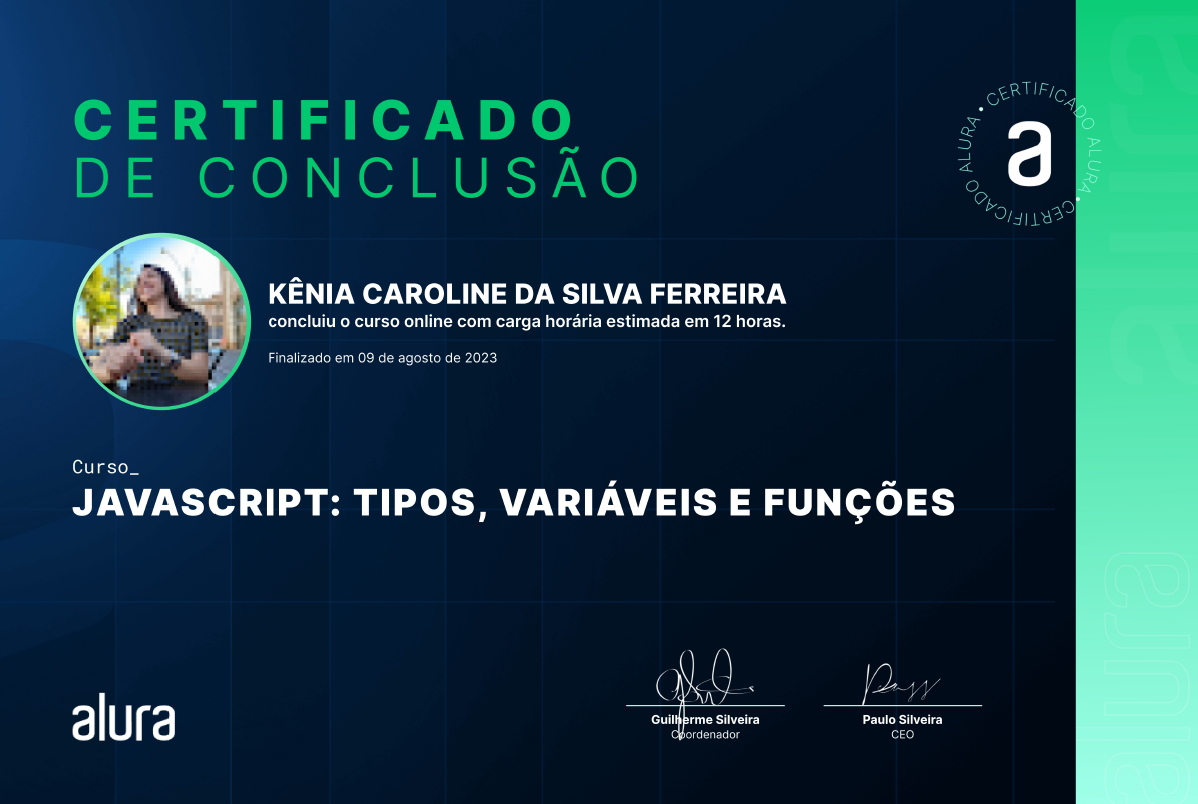 CERTIFICADO
DE CONCLUSÃO
CERTIFICADO ALURA • CERTIFICADO ALURA •
a
KÊNIA CAROLINE DA SILVA FERREIRA
concluiu o curso online com carga horária estimada em 12 horas.
Finalizado em 09 de agosto de 2023
Curso_
JAVASCRIPT: TIPOS, VARIÁVEIS E FUNÇÕES
alura
Guilherme Silveira
Coordenador
Paulo Silveira
CEO
alura
alura